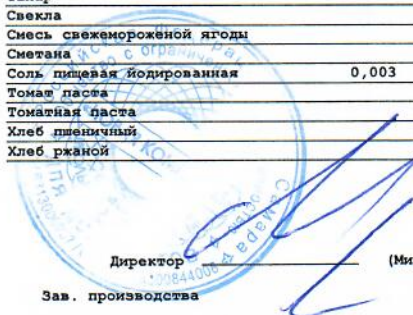 Свекла
Смесь свежемороженой ягоды
Сметана
Соль пищевая йодированная 0,003
Томат паста
Томатная паста
Хлеб пшеничный
Хлеб ржаной
Директор (Ми
Зав. производства